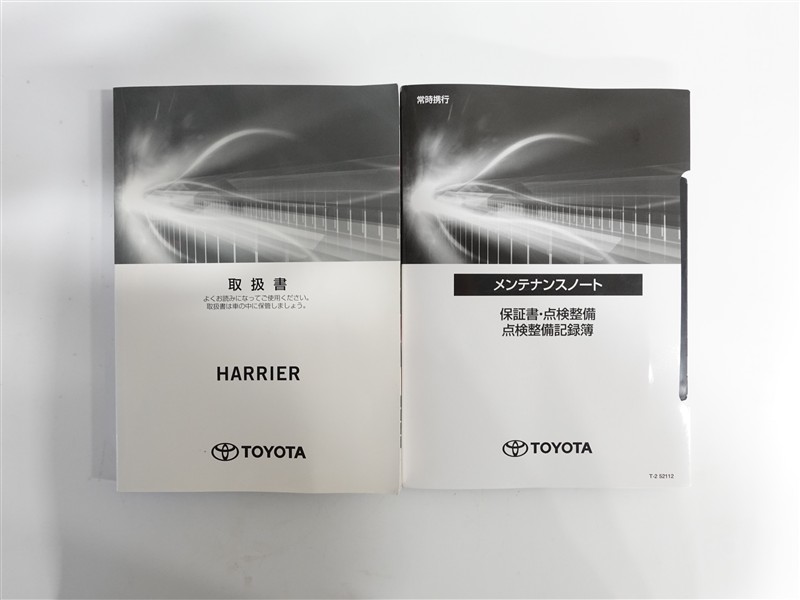 取扱書
よくお読みになってご使用ください。
取扱書は車の中に保管しましょう。
HARRIER
TOYOTA
常時携行
メンテナンスノート
保証書・点検整備
点検整備記録簿
TOYOTA
T-2 52112